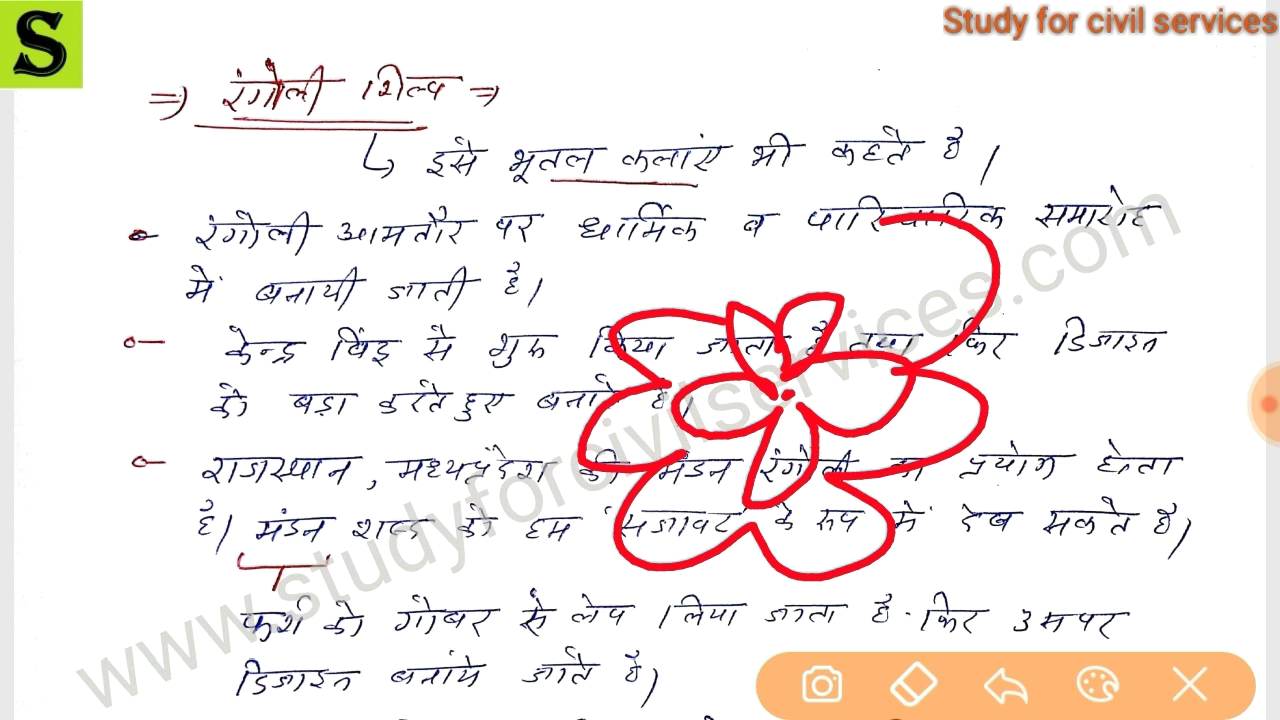 S
Study for civil services
⇒ रंगोली शिल्प ⇒
↳ इसे भूतल कलाएं भी कहते है।
रंगोली आमतौर पर धार्मिक व पारिवारिक समारोह
में बनायी जाती है।
केन्द्र बिंदु से शुरू किया जाता है तथा फिर डिजाइन
को बड़ा करते हुए बनाते है।
राजस्थान, मध्यप्रदेश की मंडन रंगोली का प्रयोग होता
है। मंडन शब्द को हम 'सजावट' के रूप में देख सकते है।
फर्श को गोबर से लेप लिया जाता है. फिर उसपर
डिजाइन बनाये जाते है।
www.studyforcivilservices.com